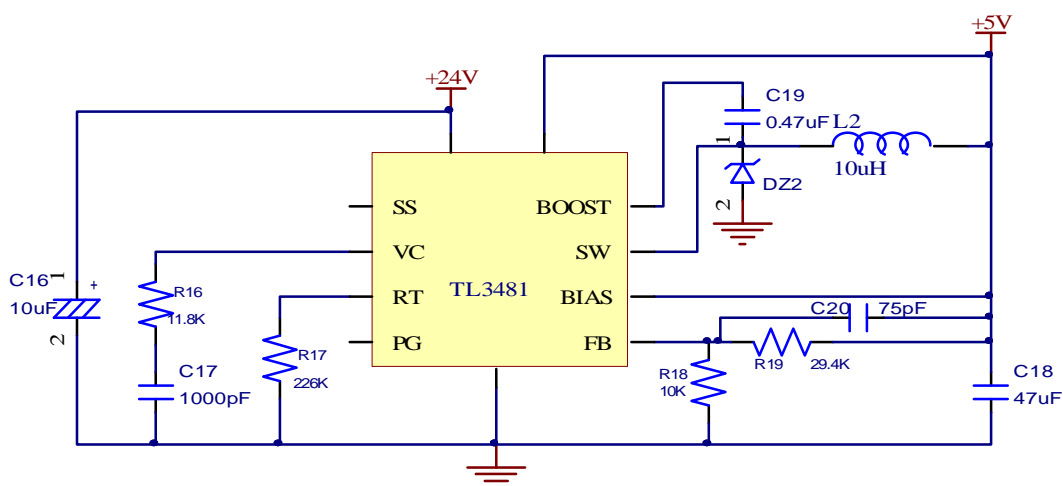 +5V
+24V
C19
0.47uF
L2
1
10uH
DZ2
2
SS
BOOST
VC
SW
TL3481
RT
BIAS
PG
FB
C16
1
+
10uF
2
R16
11.8K
C17
1000pF
R17
226K
C20
75pF
R18
10K
R19
29.4K
C18
47uF